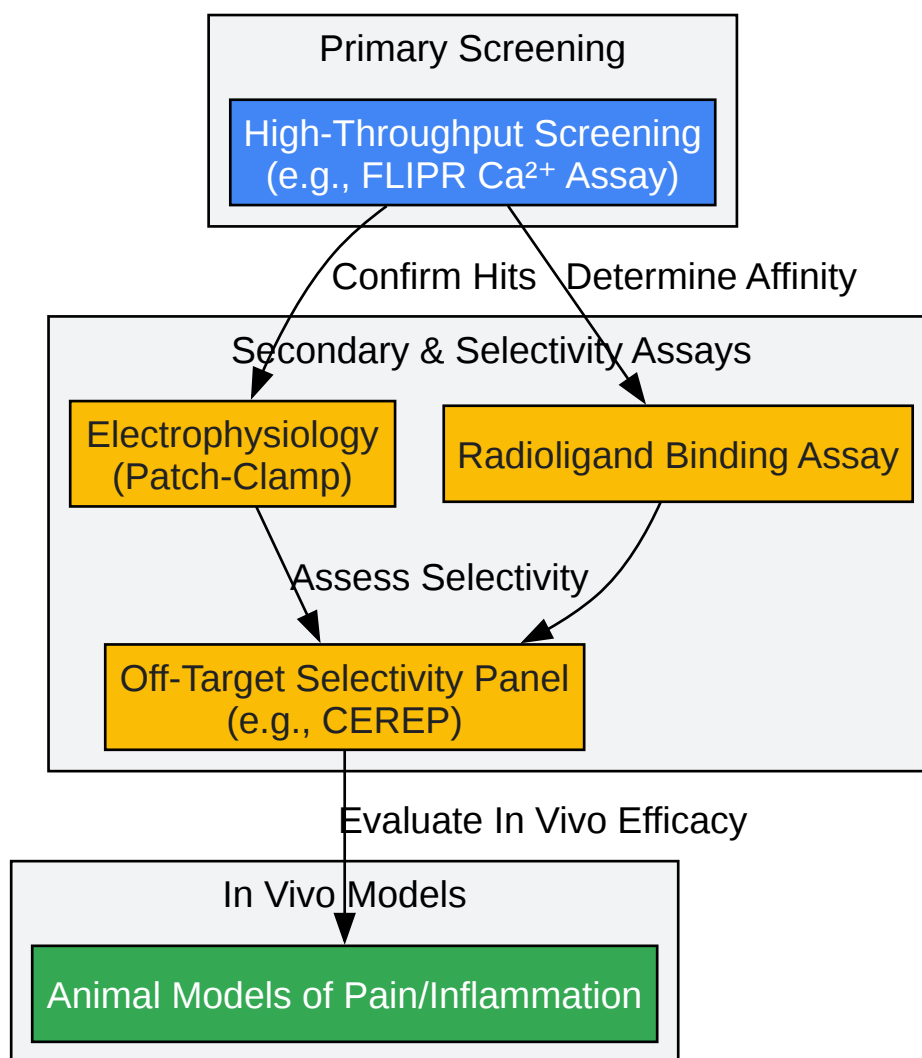 Primary Screening
High-Throughput Screening
(e.g., FLIPR Ca²⁺ Assay)
Confirm Hits
Determine Affinity
Secondary & Selectivity Assays
Electrophysiology
(Patch-Clamp)
Radioligand Binding Assay
Assess Selectivity
Off-Target Selectivity Panel
(e.g., CEREP)
Evaluate In Vivo Efficacy
In Vivo Models
Animal Models of Pain/Inflammation